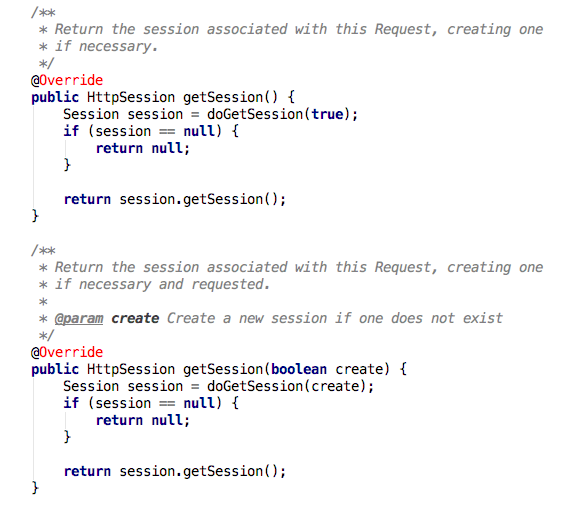 /**
 * Return the session associated with this Request, creating one
 * if necessary.
 */
@Override
public HttpSession getSession() {
    Session session = doGetSession(true);
    if (session == null) {
        return null;
    }

    return session.getSession();
}

/**
 * Return the session associated with this Request, creating one
 * if necessary and requested.
 *
 * @param create Create a new session if one does not exist
 */
@Override
public HttpSession getSession(boolean create) {
    Session session = doGetSession(create);
    if (session == null) {
        return null;
    }

    return session.getSession();
}